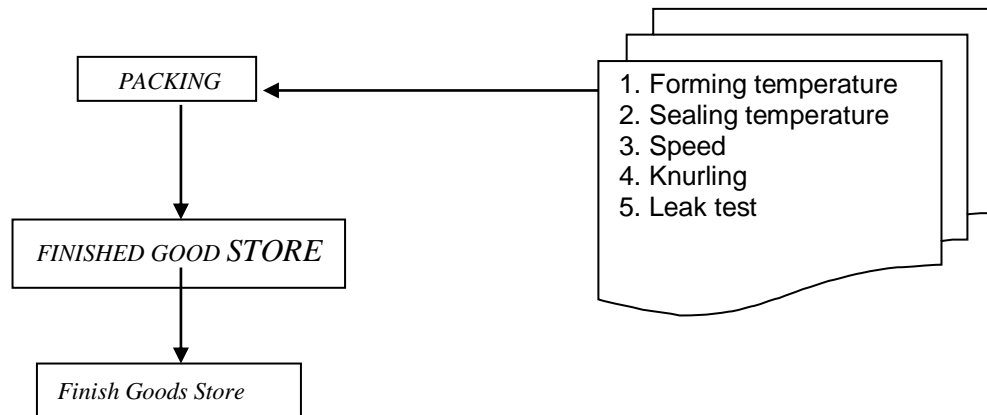 PACKING
1. Forming temperature
2. Sealing temperature
3. Speed
4. Knurling
5. Leak test
FINISHED GOOD STORE
Finish Goods Store